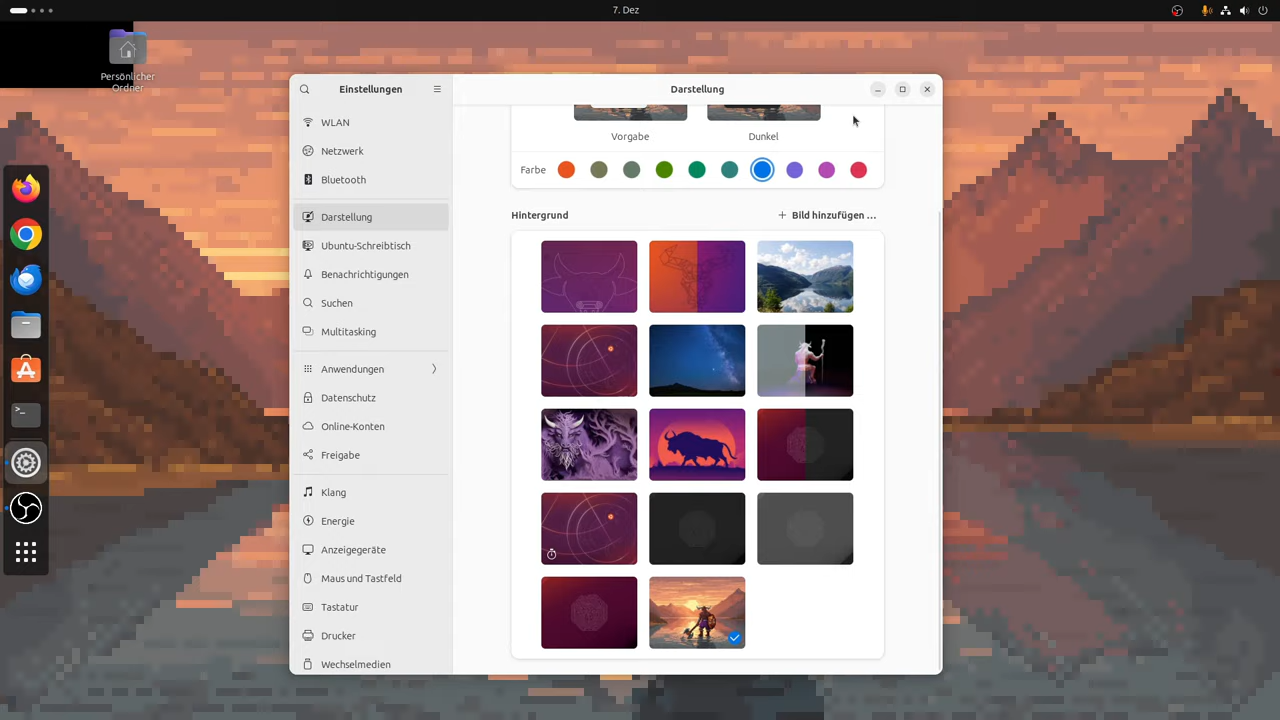 7. Dez
Persönlicher
Ordner
Einstellungen
Darstellung
WLAN
Netzwerk
Bluetooth
Darstellung
Ubuntu-Schreibtisch
Benachrichtigungen
Suchen
Multitasking
Anwendungen
Datenschutz
Online-Konten
Freigabe
Klang
Energie
Anzeigegeräte
Maus und Tastfeld
Tastatur
Drucker
Wechselmedien
Vorgabe
Dunkel
Farbe
Hintergrund
Bild hinzufügen …